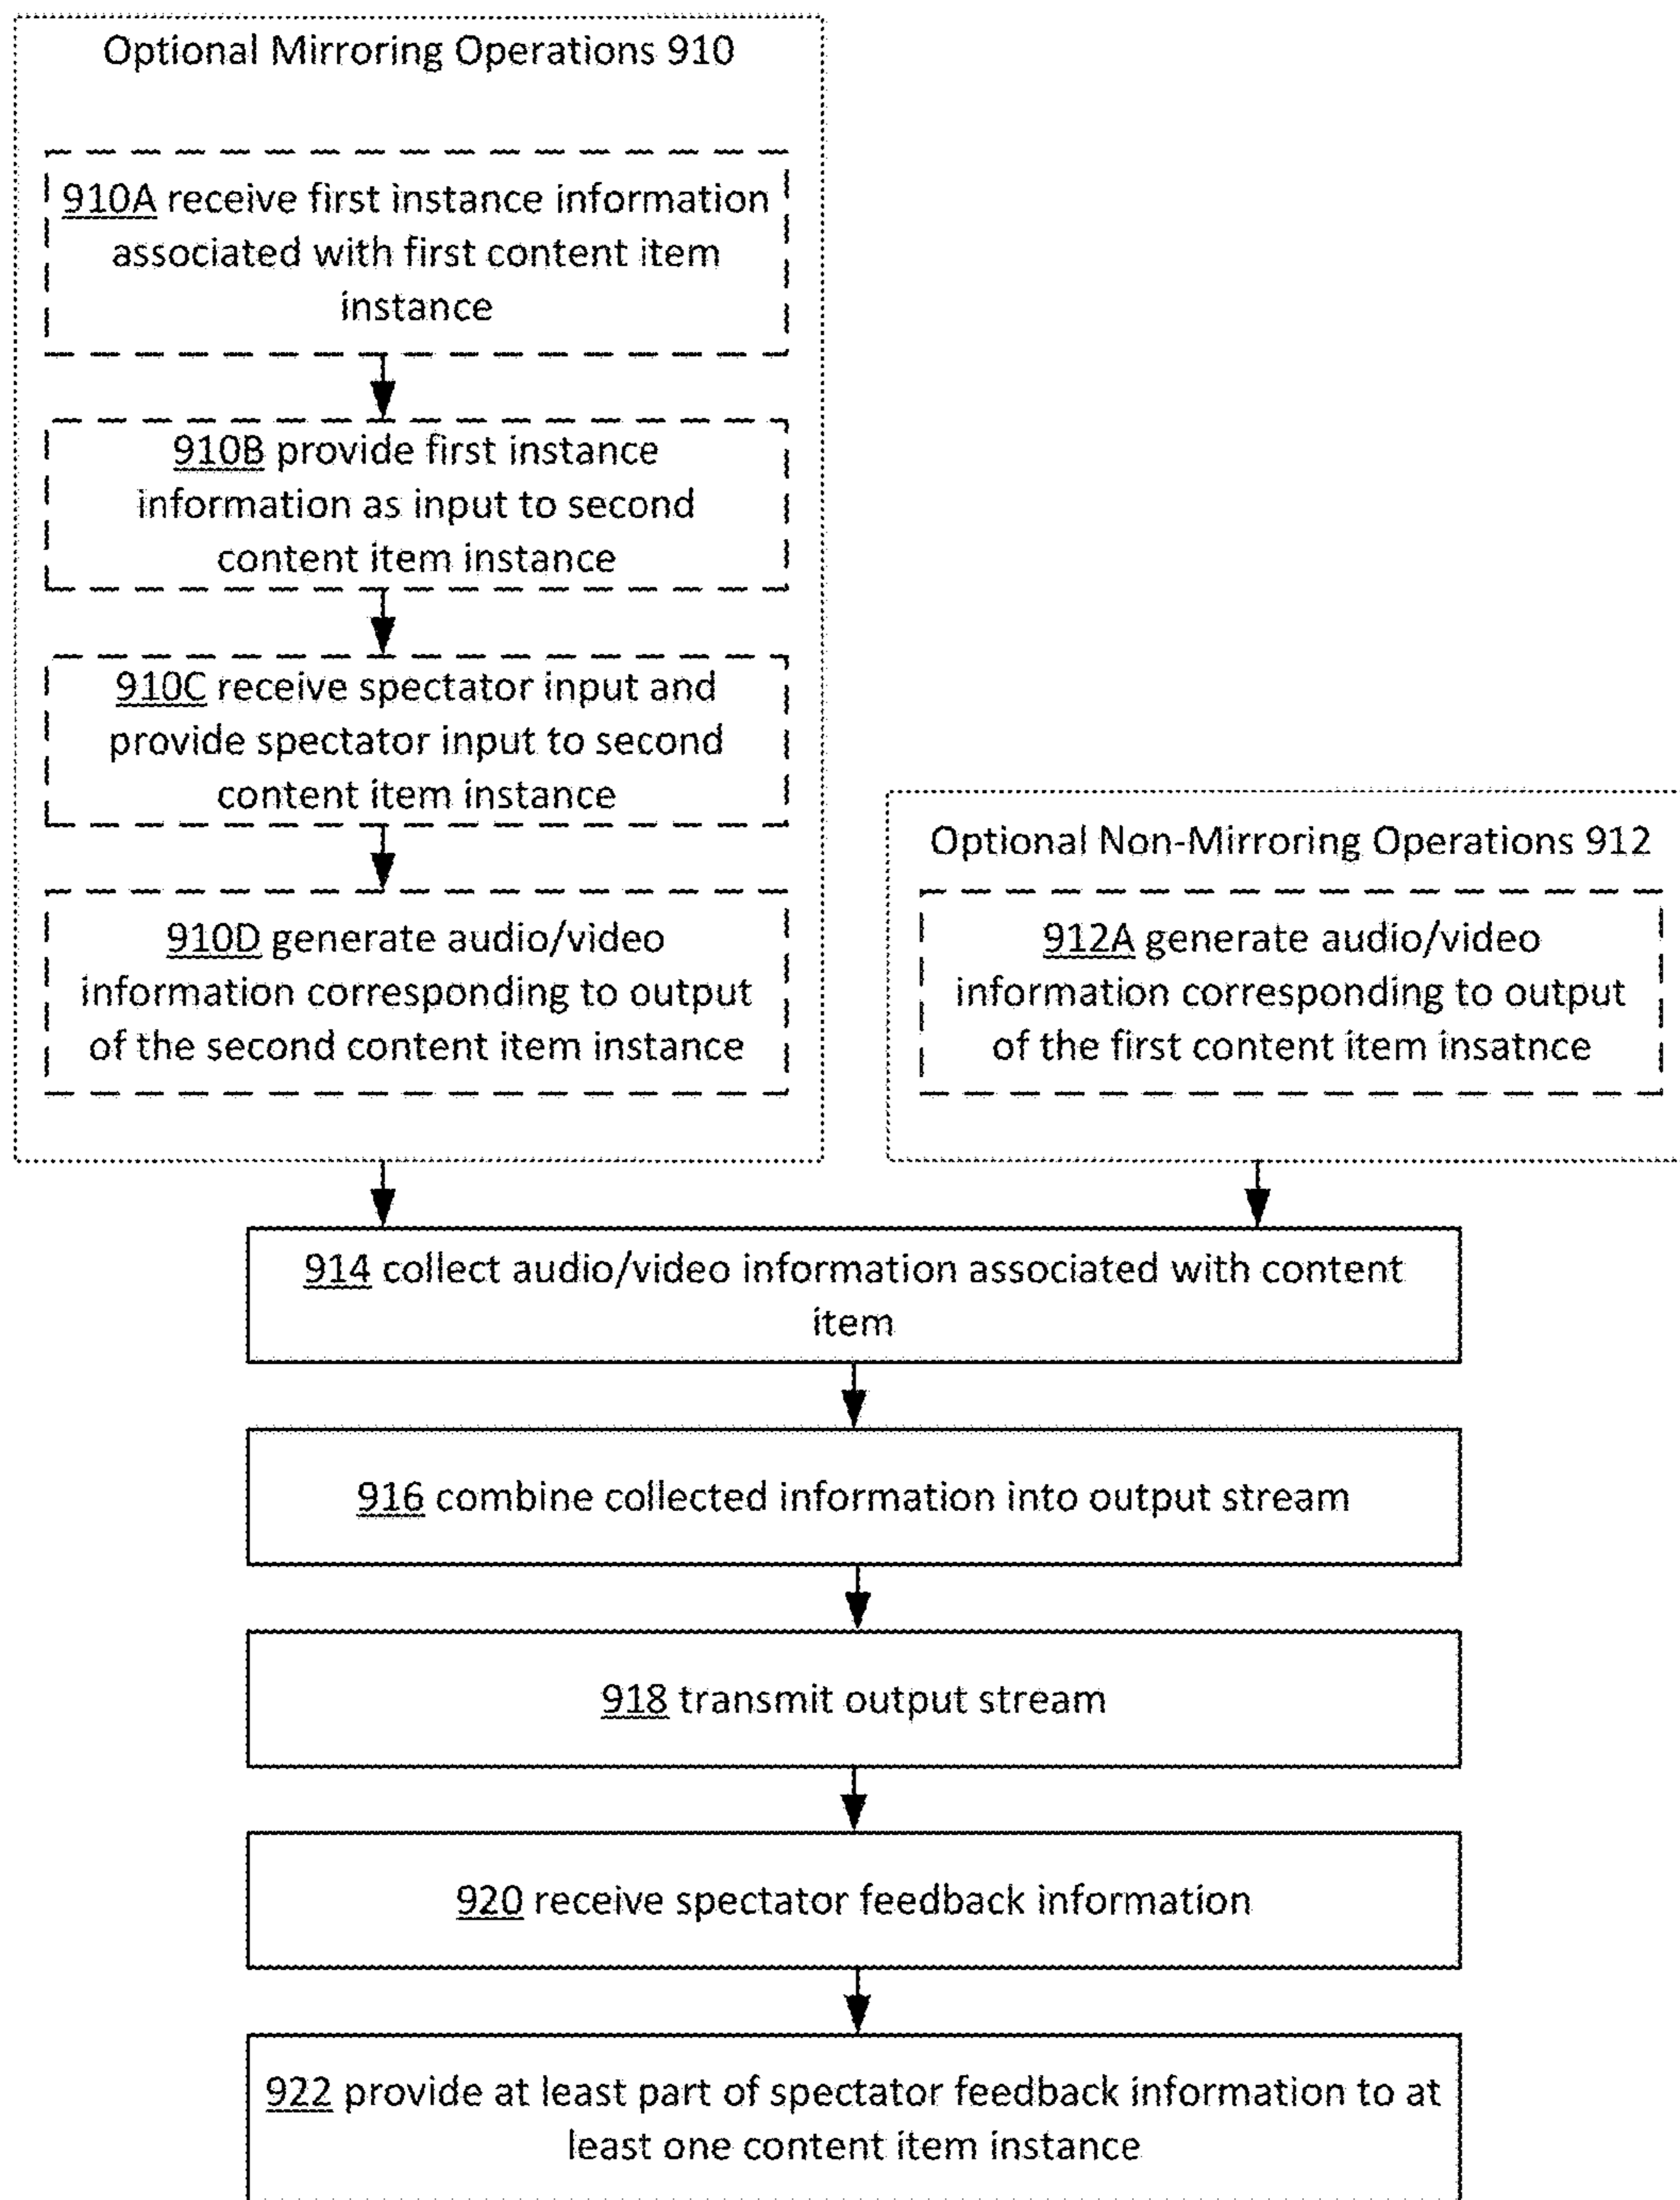 Optional Mirroring Operations 910
910A receive first instance information
associated with first content item
instance
910B provide first instance
information as input to second
content item instance
910C receive spectator input and
provide spectator input to second
content item instance
910D generate audio/video
information corresponding to output
of the second content item instance
Optional Non-Mirroring Operations 912
912A generate audio/video
information corresponding to output
of the first content item insatnce
914 collect audio/video information associated with content
item
916 combine collected information into output stream
918 transmit output stream
920 receive spectator feedback information
922 provide at least part of spectator feedback information to at
least one content item instance